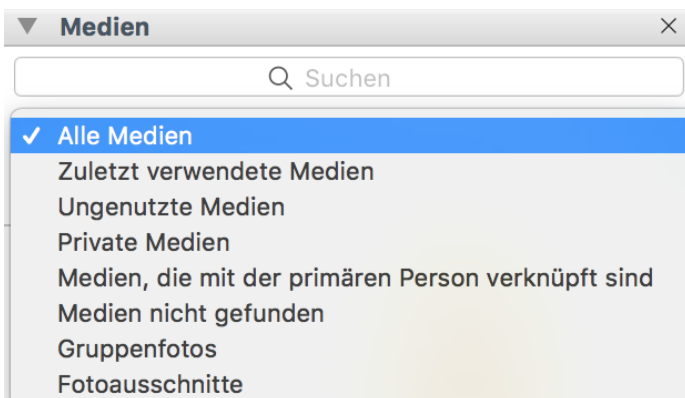 Medien
Suchen
Alle Medien
Zuletzt verwendete Medien
Ungenutzte Medien
Private Medien
Medien, die mit der primären Person verknüpft sind
Medien nicht gefunden
Gruppenfotos
Fotoausschnitte